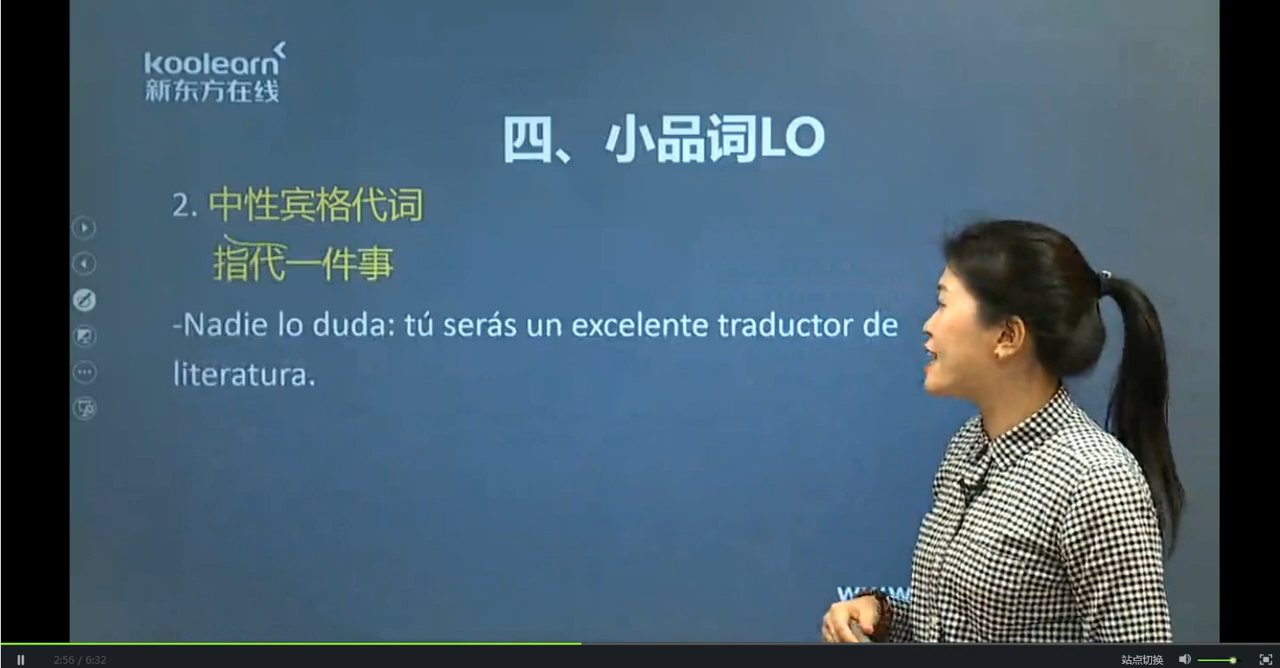 koolearn
新东方在线
四、小品词LO
2. 中性宾格代词
指代一件事
-Nadie lo duda: tú serás un excelente traductor de
literatura.
www
2:56 / 6:32
站点切换